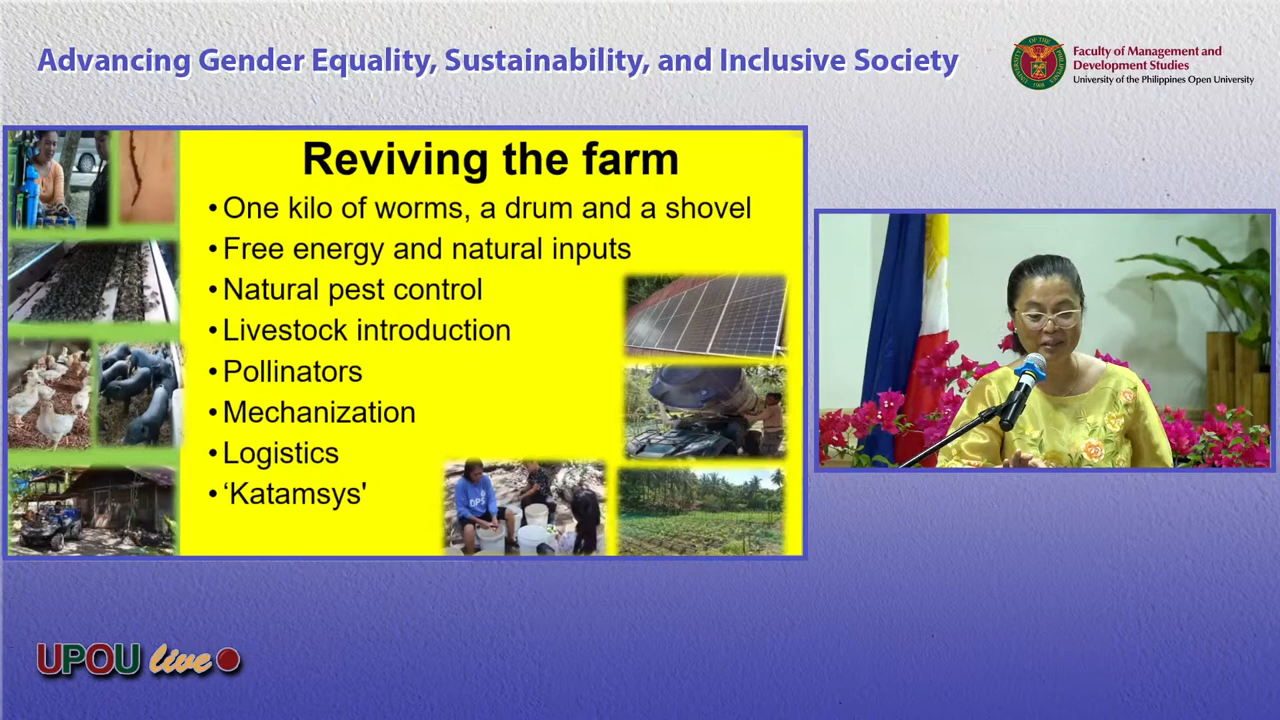 Advancing Gender Equality, Sustainability, and Inclusive Society
Faculty of Management and
Development Studies
University of the Philippines Open University
Reviving the farm
• One kilo of worms, a drum and a shovel
• Free energy and natural inputs
• Natural pest control
• Livestock introduction
• Pollinators
• Mechanization
• Logistics
• ‘Katamsys'
UPOU live